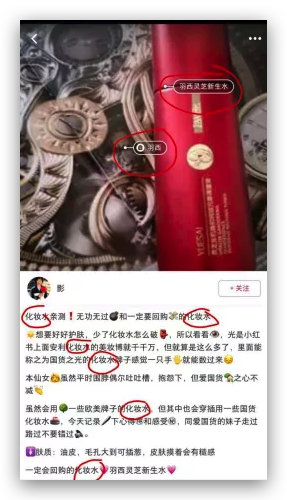 羽西灵芝新生水
羽西
YUESAI
影
+关注
化妆水亲测❗无功无过💣和一定要回购💸的化妆水
🌟想要好好护肤，少了化妆水怎么破👺，所以看看👁，光是小红
书上面安利化妆水的美妆博就千千万，但就算是这么多了，里面能
称之为国货之光的化妆水牌子感觉一只手🖐就能数过来😥
本仙女👸虽然平时围脖偶尔吐吐槽，抱怨下，但爱国货💸之心不
减👏
虽然会用🌳一些欧美牌子的化妆水，但其中也会穿插用一些国货
化妆水💄，今天记录🖊下心得感和感受㊙，同爱国货的妹子走过
路过不要错过🎩。
⬇肤质：油皮，毛孔大到可插葱，皮肤摸着会有糙感
一定会回购的化妆水💗羽西灵芝新生水💗